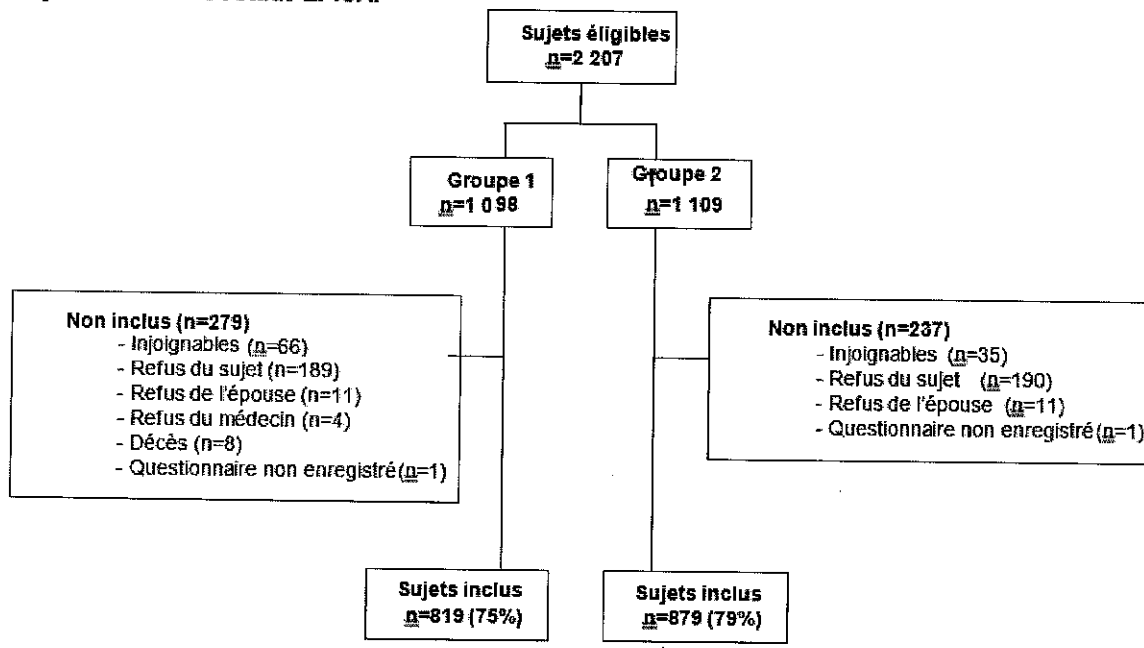 Sujets éligibles
n=2 207
Groupe 1
n=1 098
Groupe 2
n=1 109
Non inclus (n=279)
- Injoignables (n=66)
- Refus du sujet (n=189)
- Refus de l'épouse (n=11)
- Refus du médecin (n=4)
- Décès (n=8)
- Questionnaire non enregistré(n=1)
Non inclus (n=237)
- Injoignables (n=35)
- Refus du sujet (n=190)
- Refus de l'épouse (n=11)
- Questionnaire non enregistré(n=1)
Sujets inclus
n=819 (75%)
Sujets inclus
n=879 (79%)